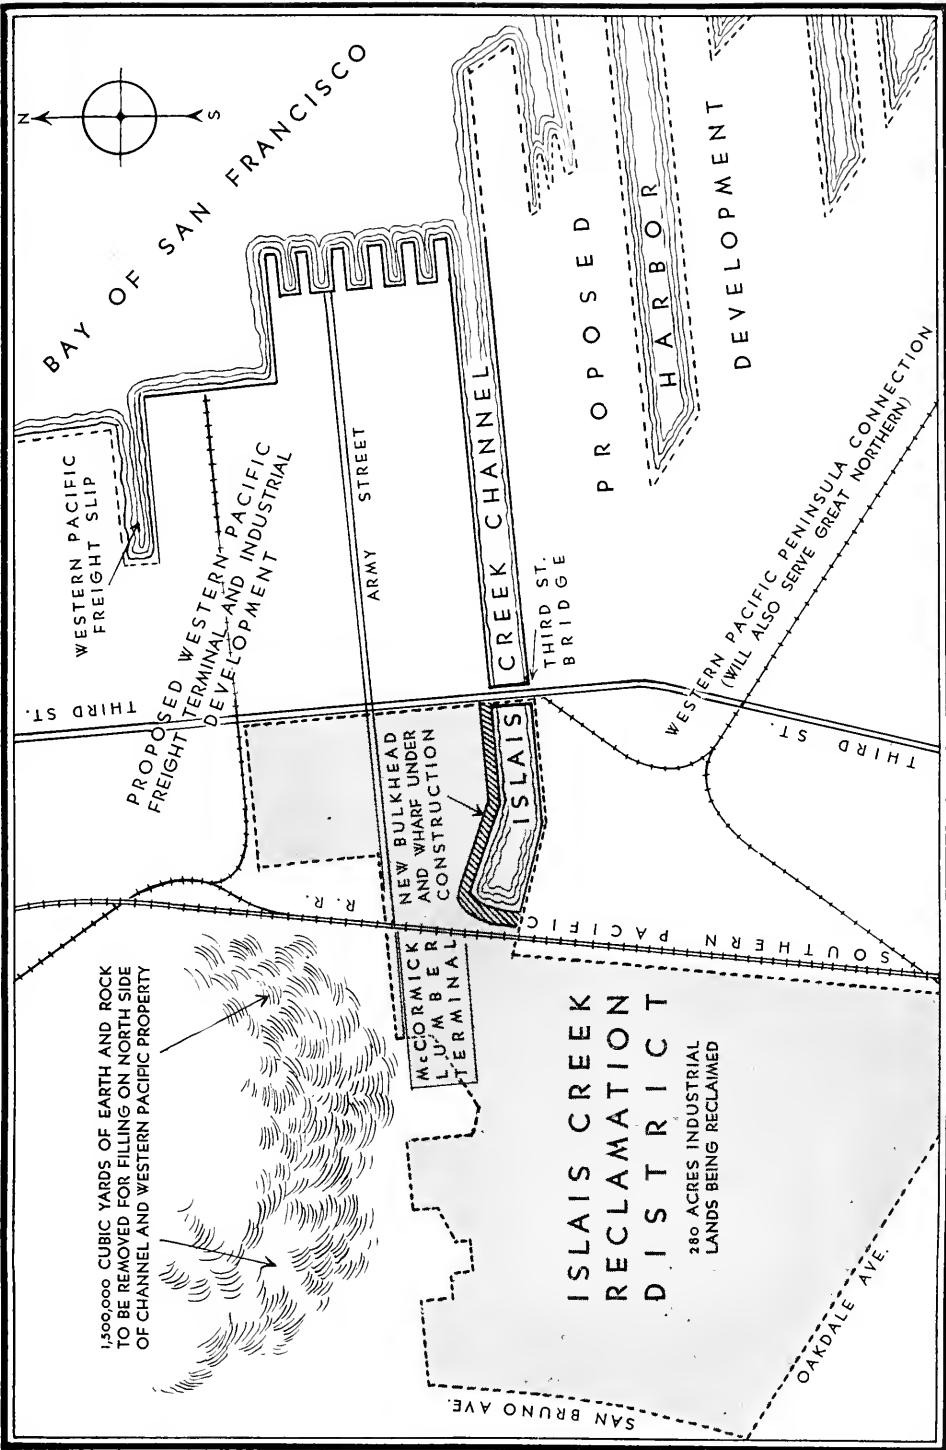 N
S
BAY OF SAN FRANCISCO
WESTERN PACIFIC
FREIGHT SLIP
PROPOSED WESTERN PACIFIC
FREIGHT TERMINAL AND INDUSTRIAL
DEVELOPMENT
THIRD ST.
ARMY STREET
1,500,000 CUBIC YARDS OF EARTH AND ROCK
TO BE REMOVED FOR FILLING ON NORTH SIDE
OF CHANNEL AND WESTERN PACIFIC PROPERTY
NEW BULKHEAD
AND WHARF UNDER
CONSTRUCTION
McCORMICK
LUMBER
TERMINAL
ISLAIS CREEK CHANNEL
THIRD ST.
BRIDGE
PROPOSED
HARBOR
DEVELOPMENT
WESTERN PACIFIC PENINSULA CONNECTION
(WILL ALSO SERVE GREAT NORTHERN)
THIRD ST.
SOUTHERN PACIFIC R. R.
ISLAIS CREEK
RECLAMATION
DISTRICT
280 ACRES INDUSTRIAL
LANDS BEING RECLAIMED
SAN BRUNO AVE.
OAKDALE AVE.